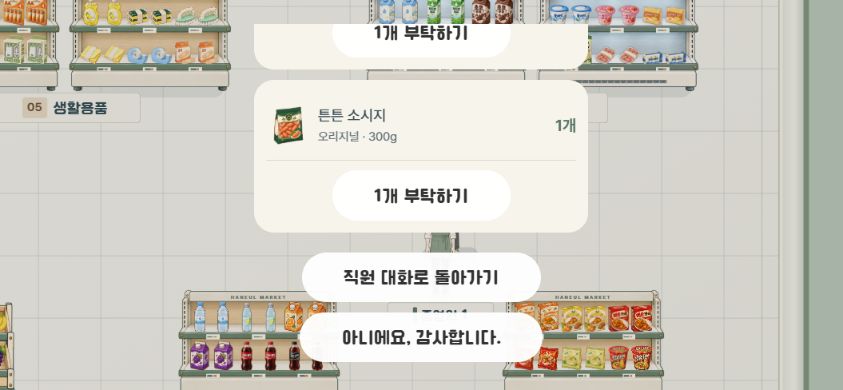 1개 부탁하기
05 생활용품
튼튼 소시지
1개
오리지널 · 300g
1개 부탁하기
직원 대화로 돌아가기
HANEUL MARKET
HANEUL MARKET
아니에요, 감사합니다.